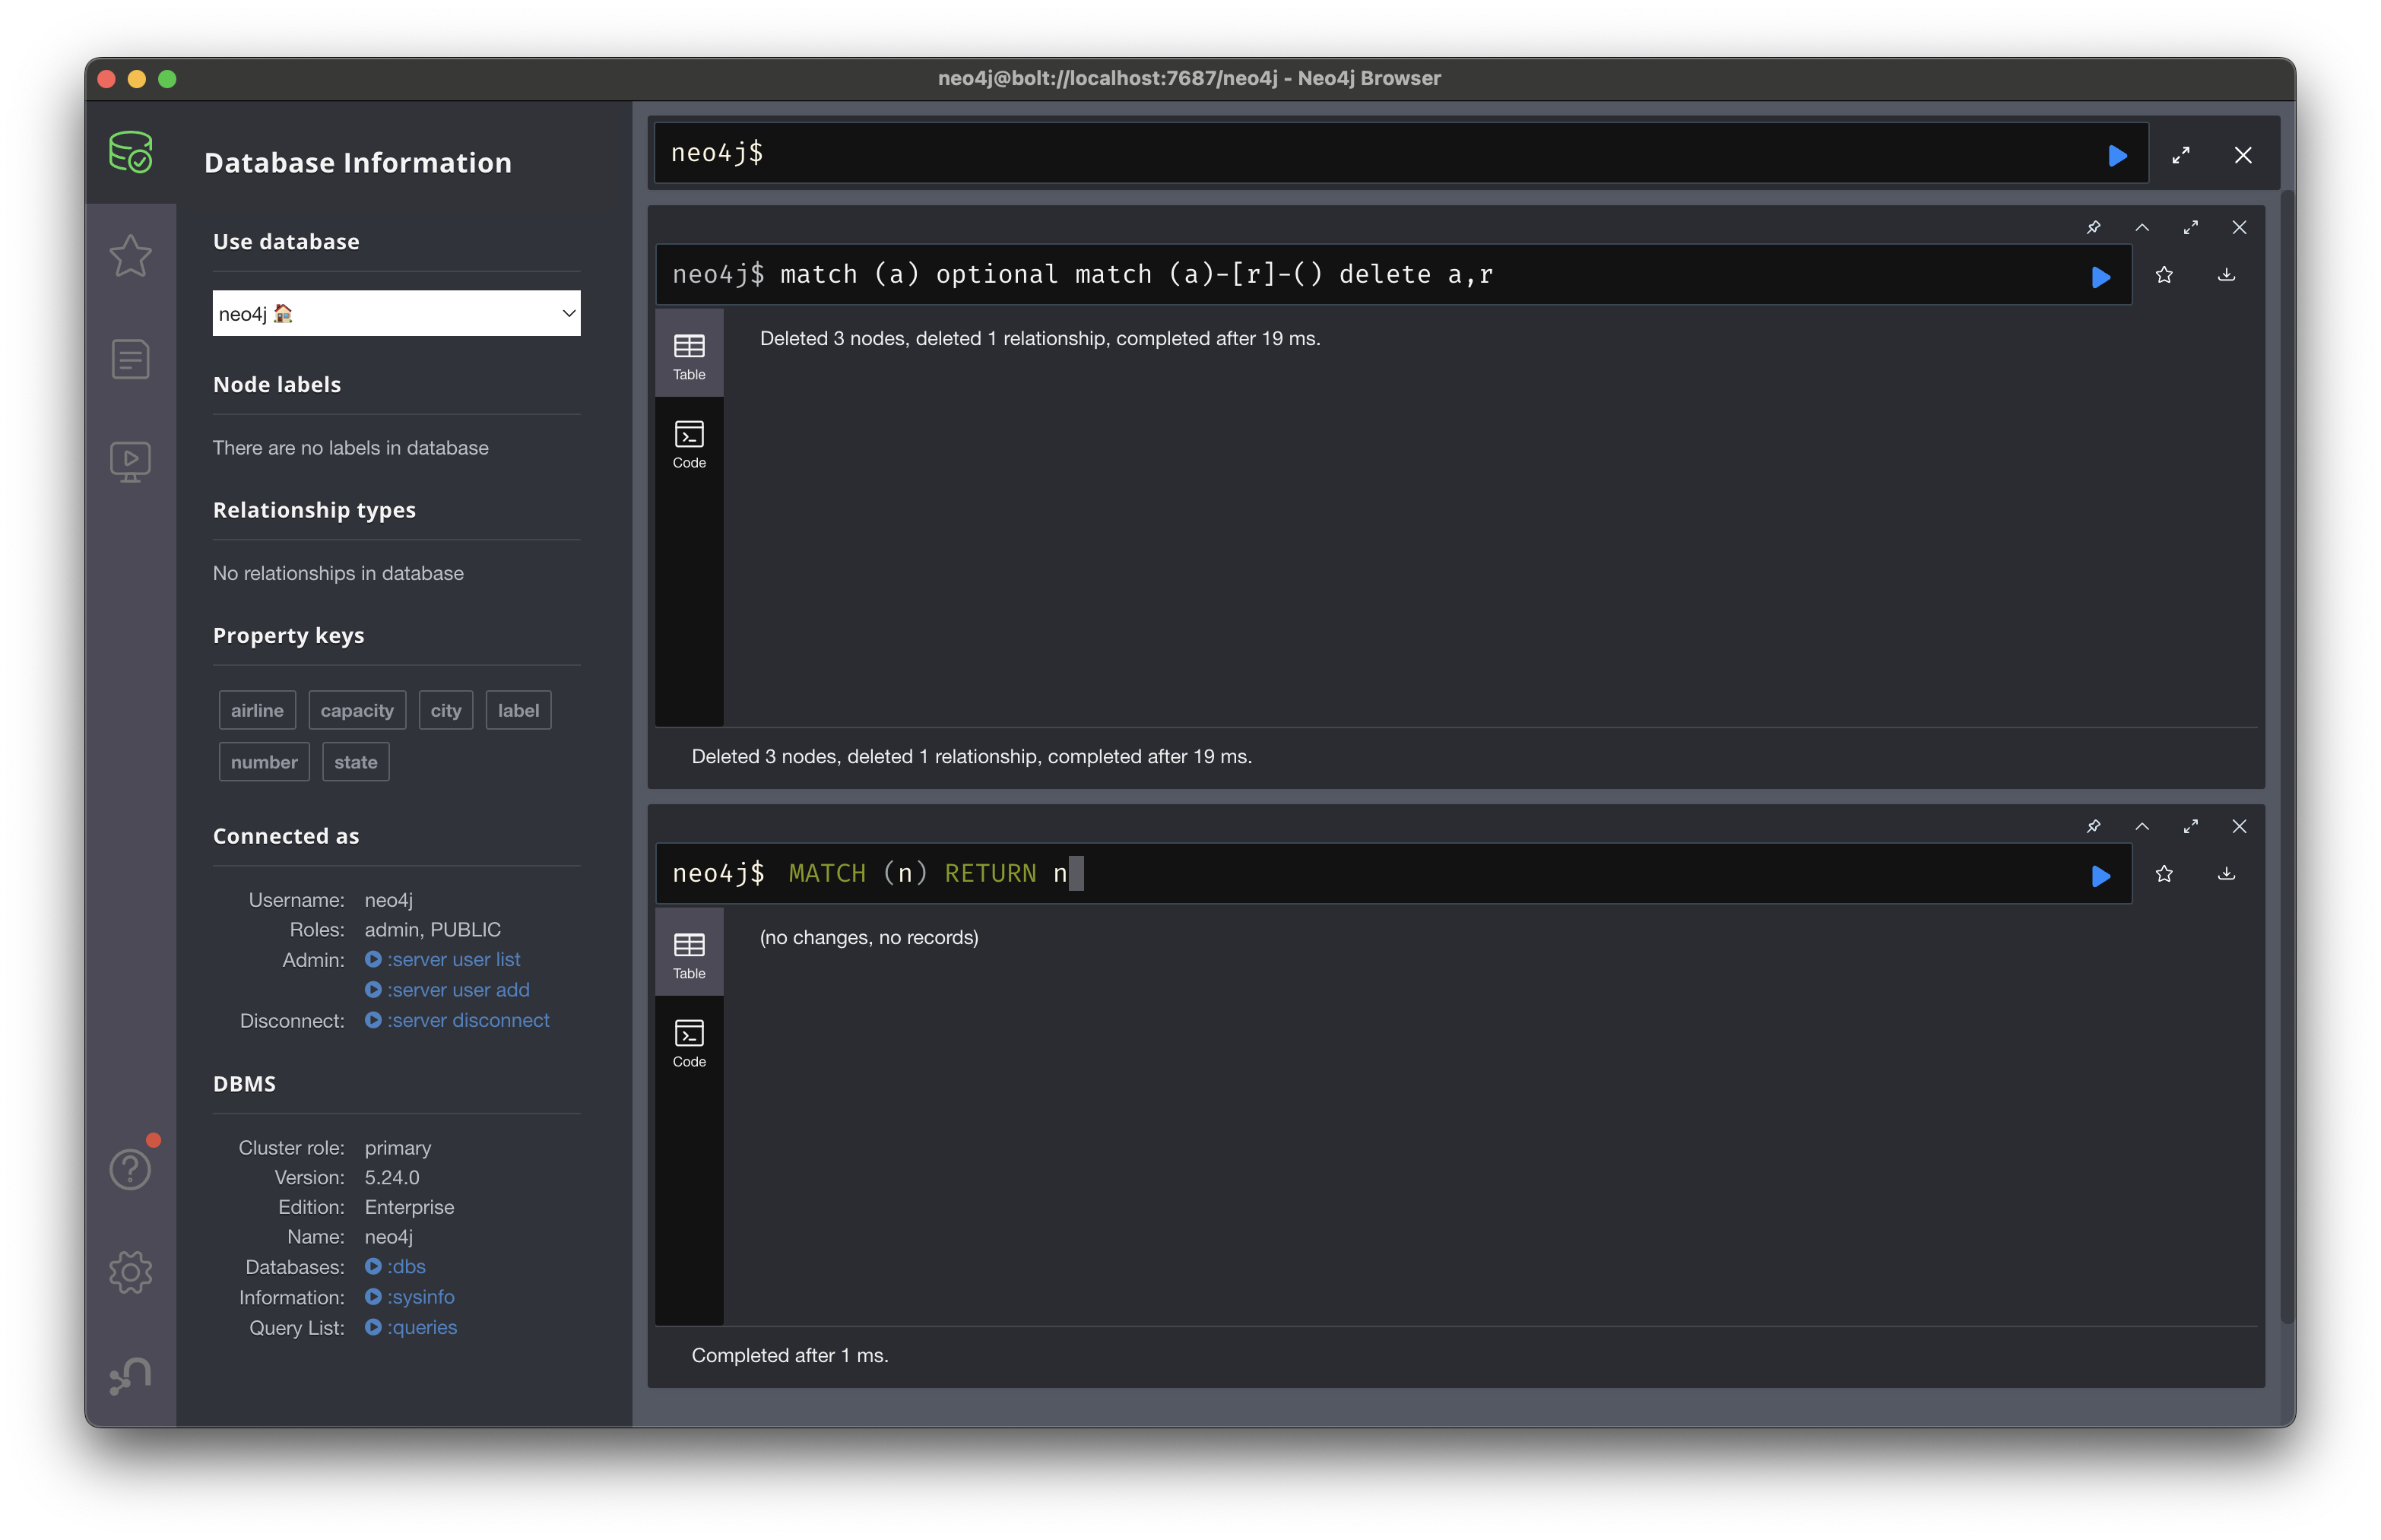 neo4j@bolt://localhost:7687/neo4j - Neo4j Browser
Database Information
Use database
neo4j 🏠
Node labels
There are no labels in database
Relationship types
No relationships in database
Property keys
airline capacity city label
number state
Connected as
Username: neo4j
Roles: admin, PUBLIC
Admin: :server user list
:server user add
Disconnect: :server disconnect
DBMS
Cluster role: primary
Version: 5.24.0
Edition: Enterprise
Name: neo4j
Databases: :dbs
Information: :sysinfo
Query List: :queries
neo4j$
neo4j$ match (a) optional match (a)-[r]-() delete a,r
Table
Code
Deleted 3 nodes, deleted 1 relationship, completed after 19 ms.
Deleted 3 nodes, deleted 1 relationship, completed after 19 ms.
neo4j$ MATCH (n) RETURN n
Table
Code
(no changes, no records)
Completed after 1 ms.